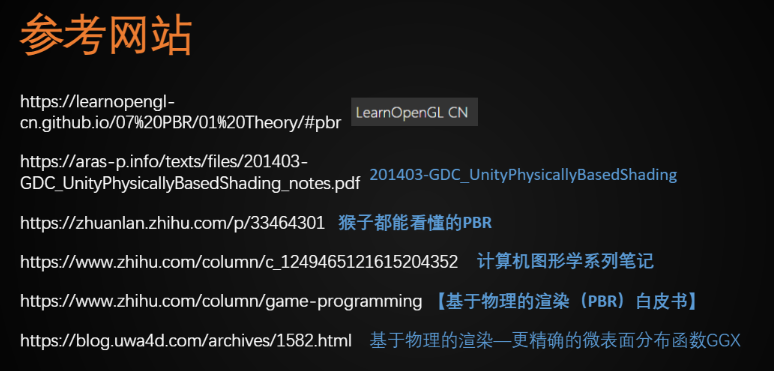 参考网站
https://learnopengl-
cn.github.io/07%20PBR/01%20Theory/#pbr LearnOpenGL CN
https://aras-p.info/texts/files/201403-
GDC_UnityPhysicallyBasedShading_notes.pdf 201403-GDC_UnityPhysicallyBasedShading
https://zhuanlan.zhihu.com/p/33464301 猴子都能看懂的PBR
https://www.zhihu.com/column/c_1249465121615204352 计算机图形学系列笔记
https://www.zhihu.com/column/game-programming 【基于物理的渲染（PBR）白皮书】
https://blog.uwa4d.com/archives/1582.html 基于物理的渲染—更精确的微表面分布函数GGX